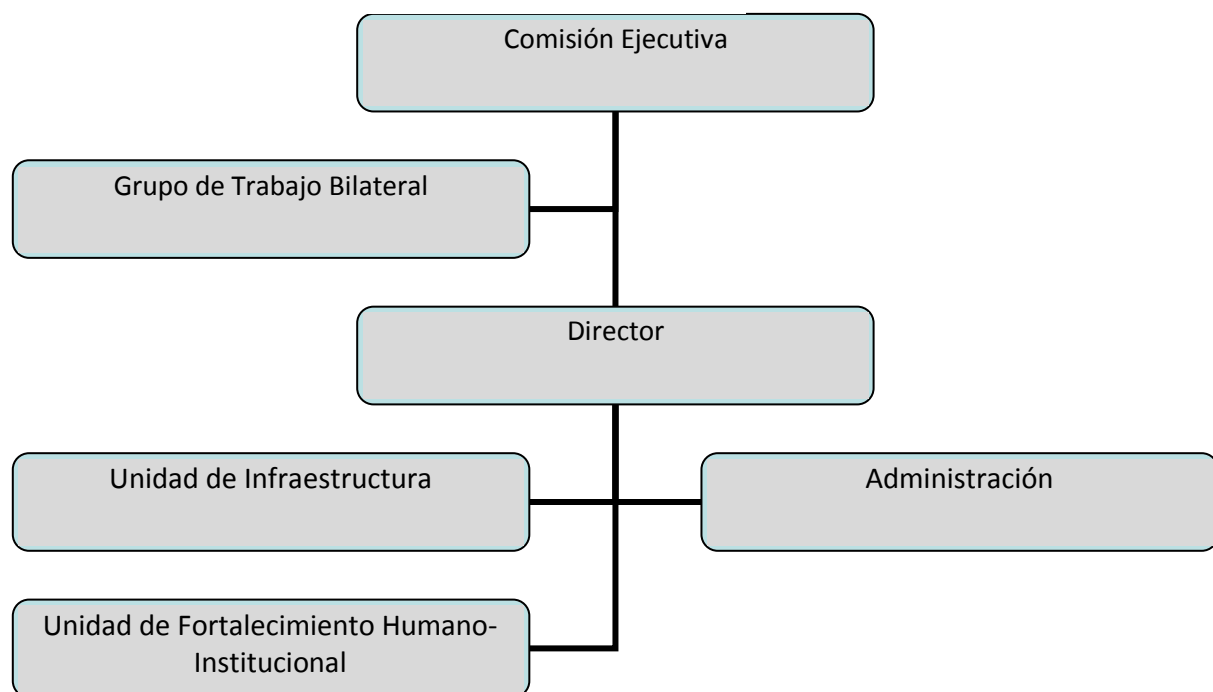 Comisión Ejecutiva
Grupo de Trabajo Bilateral
Director
Unidad de Infraestructura
Administración
Unidad de Fortalecimiento Humano-
Institucional